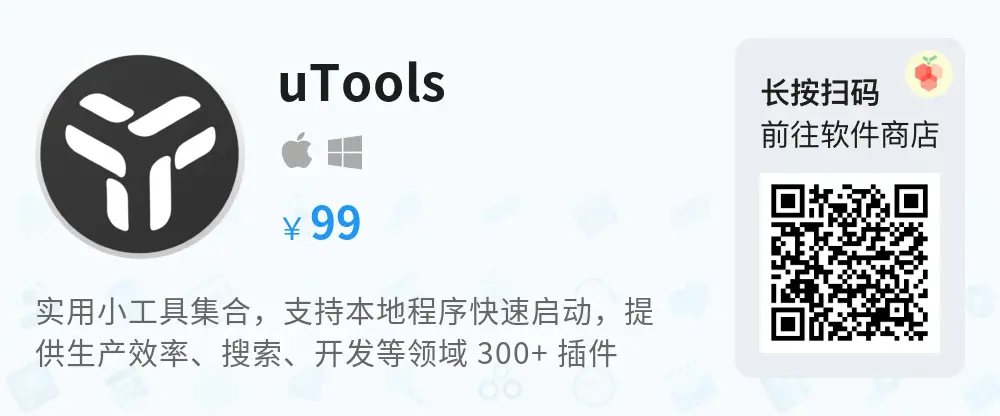 uTools
¥ 99
实用小工具集合，支持本地程序快速启动，提
供生产效率、搜索、开发等领域 300+ 插件
长按扫码
前往软件商店